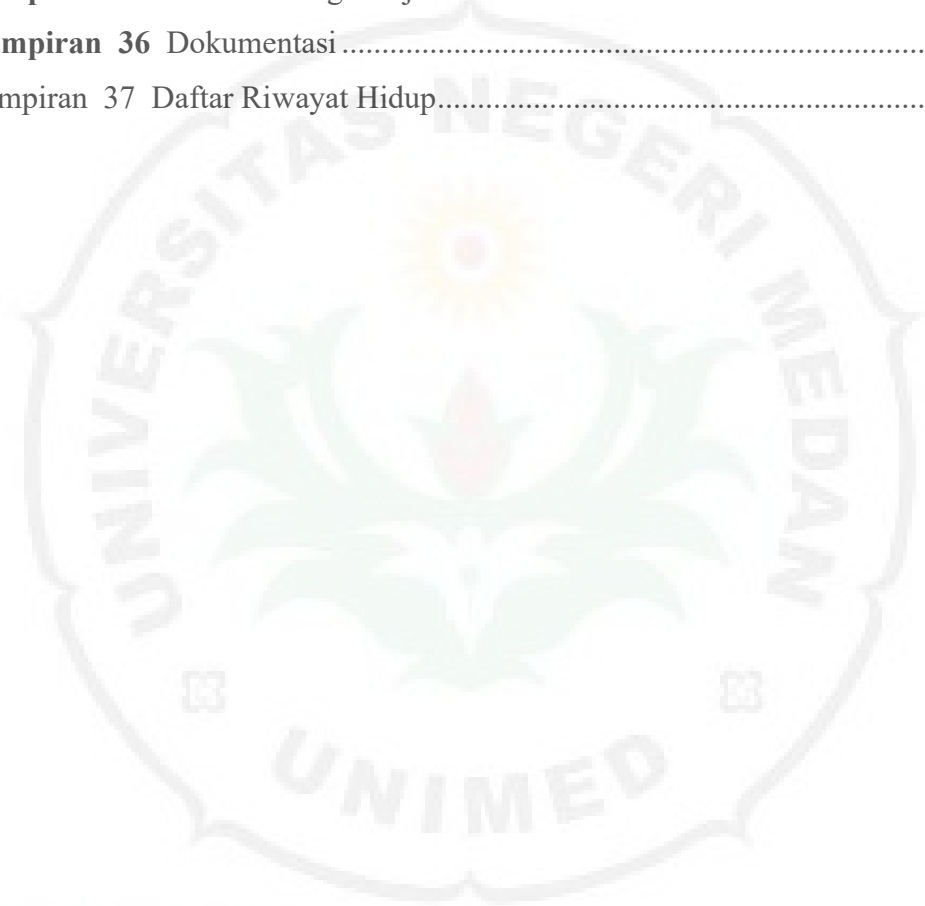 mpiran 36 Dokumentasi ..........................................................................
mpiran 37 Daftar Riwayat Hidup..............................................................
UNIVERSITAS NEGERI MEDAN
UNIMED